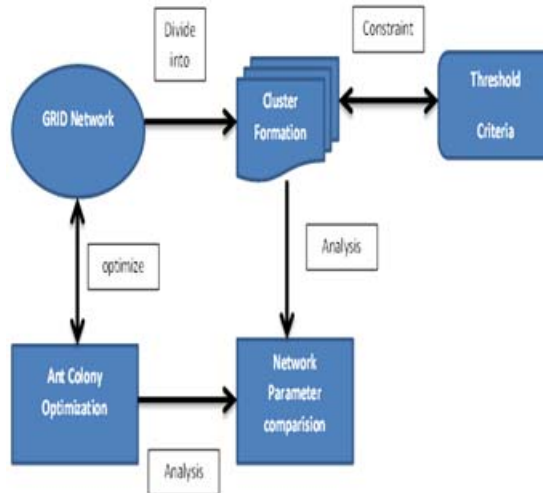 Divide
into
Constraint
GRID Network
Cluster
Formation
Threshold
Criteria
optimize
Analysis
Ant Colony
Optimization
Network
Parameter
comparision
Analysis